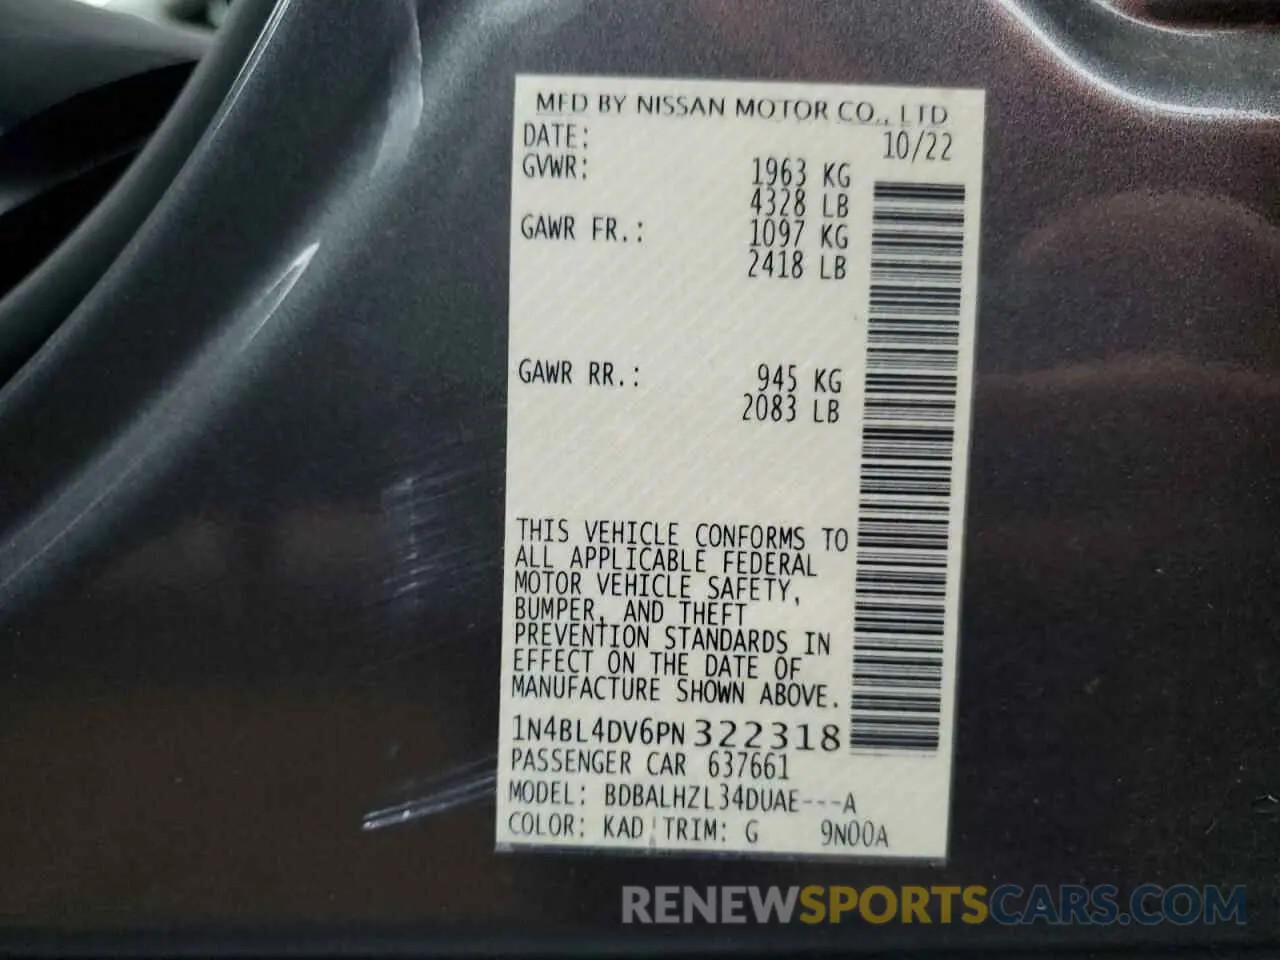 MFD BY NISSAN MOTOR CO., LTD
DATE: 10/22
GVWR: 1963 KG
4328 LB
GAWR FR.: 1097 KG
2418 LB
GAWR RR.: 945 KG
2083 LB
THIS VEHICLE CONFORMS TO
ALL APPLICABLE FEDERAL
MOTOR VEHICLE SAFETY,
BUMPER, AND THEFT
PREVENTION STANDARDS IN
EFFECT ON THE DATE OF
MANUFACTURE SHOWN ABOVE.
1N4BL4DV6PN322318
PASSENGER CAR 637661
MODEL: BDBALHZL34DUAE---A
COLOR: KAD TRIM: G 9N00A
RENEWSPORTSCARS.COM